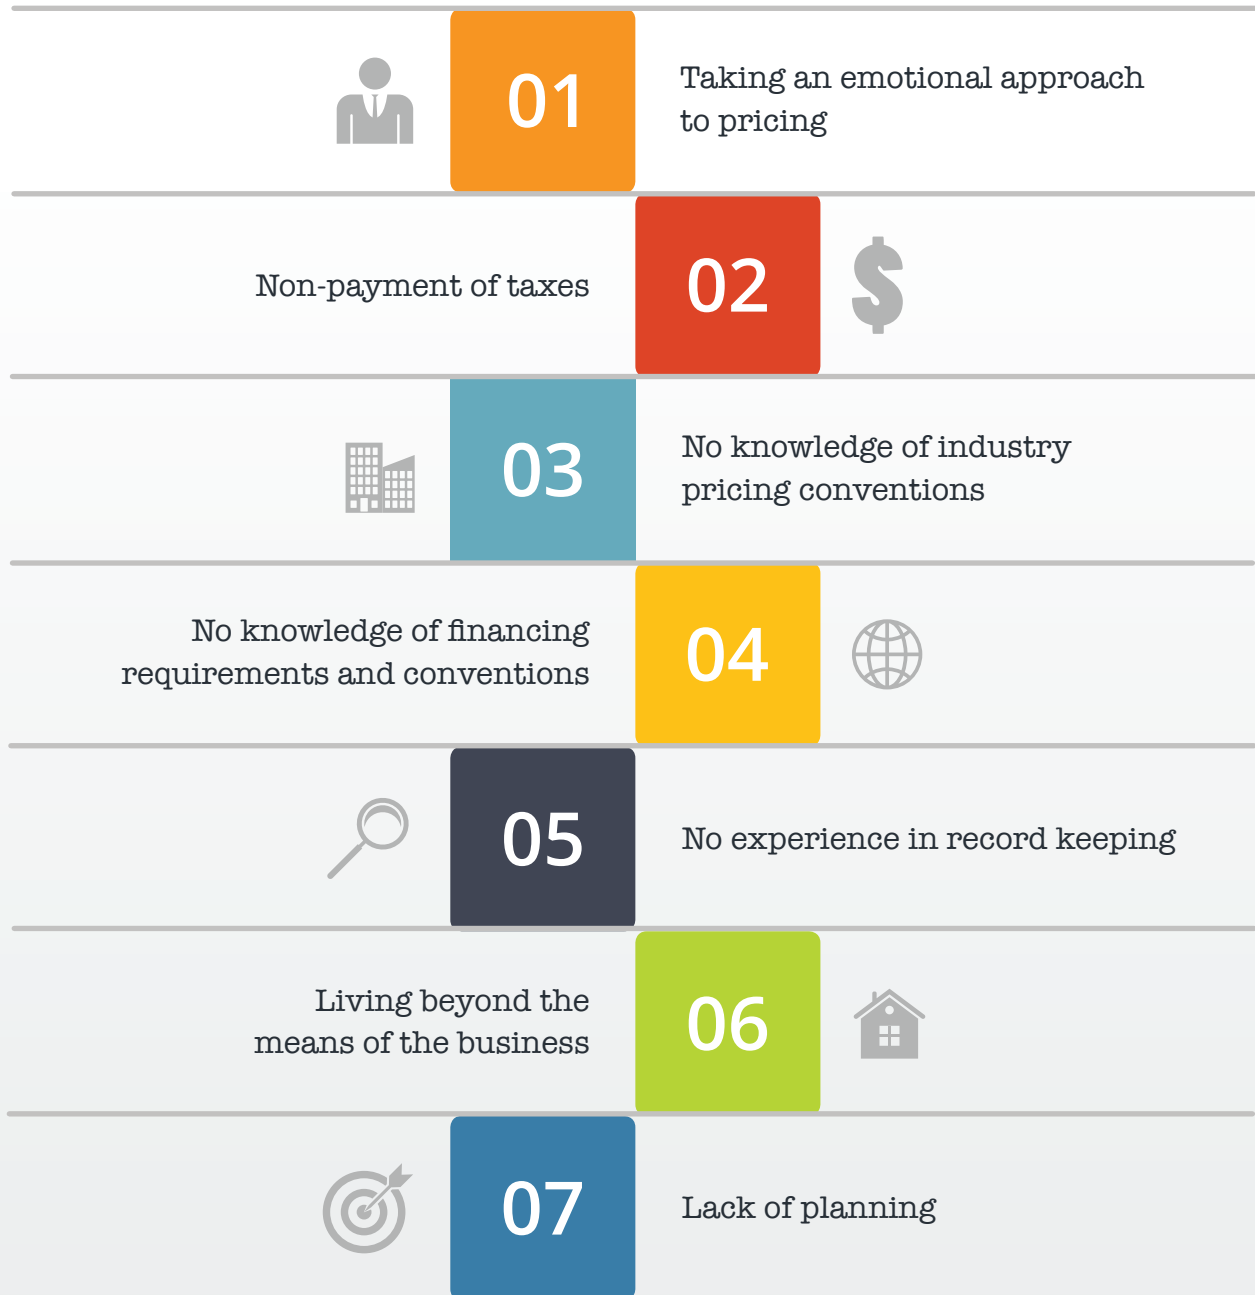 01
Taking an emotional approach
to pricing
Non-payment of taxes
02
03
No knowledge of industry
pricing conventions
No knowledge of financing
requirements and conventions
04
05
No experience in record keeping
Living beyond the
means of the business
06
07
Lack of planning